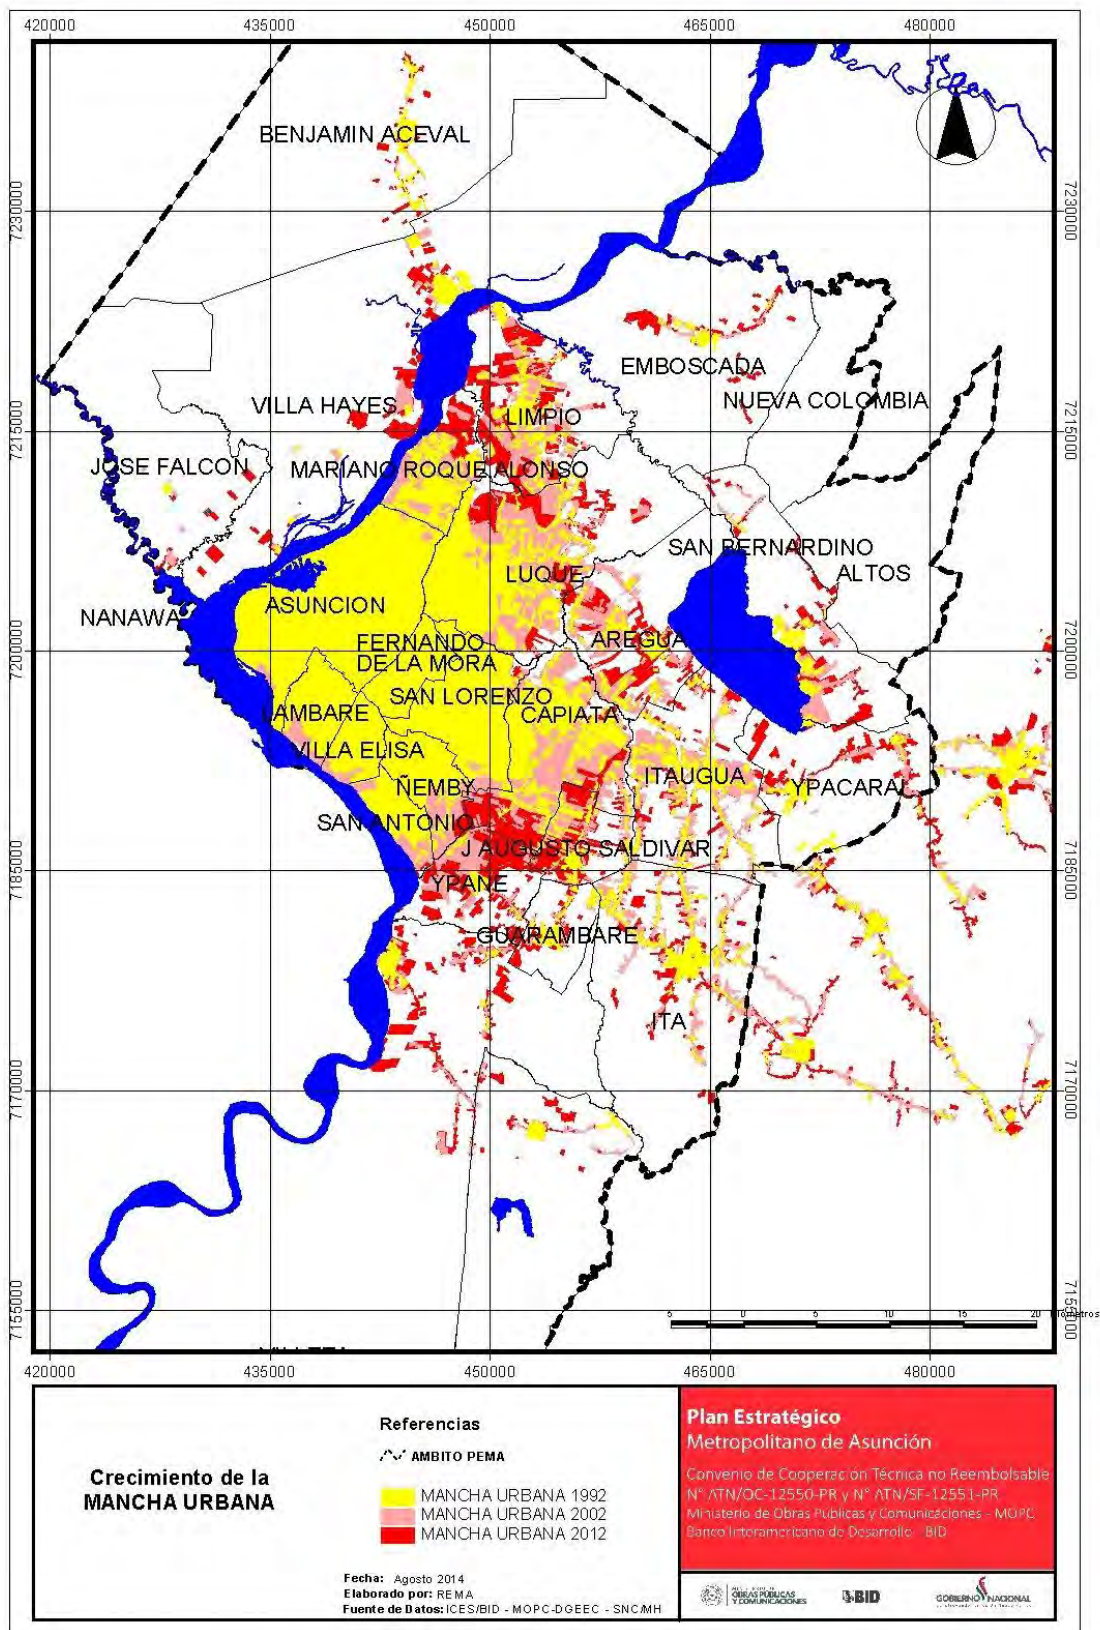 420000 435000 450000 465000 480000
BENJAMIN ACEVAL
7230000 7230000
EMBOSCADA
NUEVA COLOMBIA
VILLA HAYES
LIMPIO
7215000 7215000
JOSE FALCON
MARIANO ROQUE ALONSO
SAN BERNARDINO
LUQUE
ALTOS
ASUNCION
NANAWA
FERNANDO
DE LA MORA
AREGUA
7200000 7200000
SAN LORENZO
LAMBARE
CAPIATA
VILLA ELISA
ITAUGUA
ÑEMBY
YPACARAI
SAN ANTONIO
J AUGUSTO SALDIVAR
7185000 7185000
YPANE
GUARAMBARE
ITA
7170000 7170000
7155000 7155000
5 0 5 10 15 20
420000 435000 450000 465000 480000
Crecimiento de la
MANCHA URBANA
Referencias
AMBITO PEMA
MANCHA URBANA 1992
MANCHA URBANA 2002
MANCHA URBANA 2012
Fecha: Agosto 2014
Elaborado por: REMA
Fuente de Datos: ICES/BID - MOPC-DGEEC - SNC/MH
Plan Estratégico
Metropolitano de Asunción
Convenio de Cooperación Técnica no Reembolsable
N° ATN/OC-12550-PR y N° ATN/SF-12551-PR
Ministerio de Obras Públicas y Comunicaciones - MOPC
Banco Interamericano de Desarrollo - BID
OBRAS PÚBLICAS
Y COMUNICACIONES
BID
GOBIERNO NACIONAL